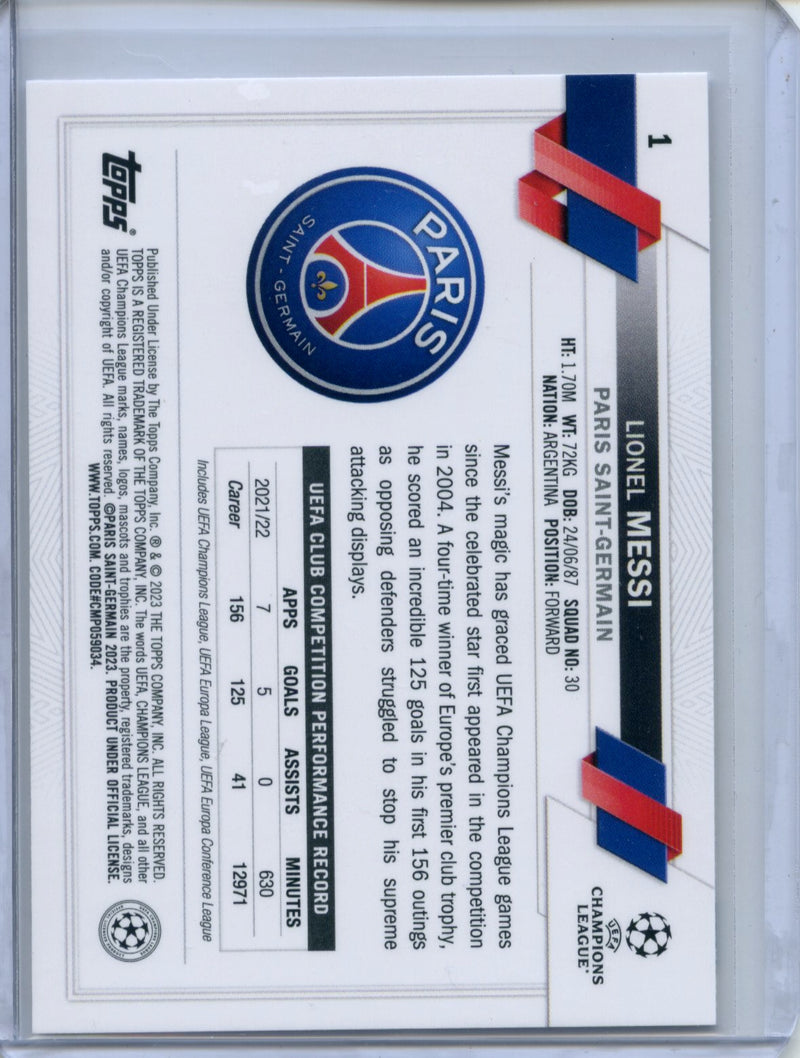 1
LIONEL MESSI
PARIS SAINT-GERMAIN
HT: 1.70M WT: 72KG DOB: 24/06/87 SQUAD NO: 30
NATION: ARGENTINA POSITION: FORWARD
UEFA
CHAMPIONS
LEAGUE
PARIS
SAINT-GERMAIN
Messi's magic has graced UEFA Champions League games
since the celebrated star first appeared in the competition
in 2004. A four-time winner of Europe's premier club trophy,
he scored an incredible 125 goals in his first 156 outings
as opposing defenders struggled to stop his supreme
attacking displays.
UEFA CLUB COMPETITION PERFORMANCE RECORD
APPS GOALS ASSISTS MINUTES
2021/22 7 5 0 630
Career 156 125 41 12971
Includes UEFA Champions League, UEFA Europa League, UEFA Europa Conference League
topps®
Published Under License by The Topps Company, Inc. ® & © 2023 THE TOPPS COMPANY, INC. ALL RIGHTS RESERVED.
TOPPS IS A REGISTERED TRADEMARK OF THE TOPPS COMPANY, INC. The words UEFA, CHAMPIONS LEAGUE, and all other
UEFA Champions League marks, names, logos, mascots and trophies are the property, registered trademarks, designs
and/or copyright of UEFA. All rights reserved. ©PARIS SAINT-GERMAIN 2023. PRODUCT UNDER OFFICIAL LICENSE.
WWW.TOPPS.COM. CODE#CMP059034.